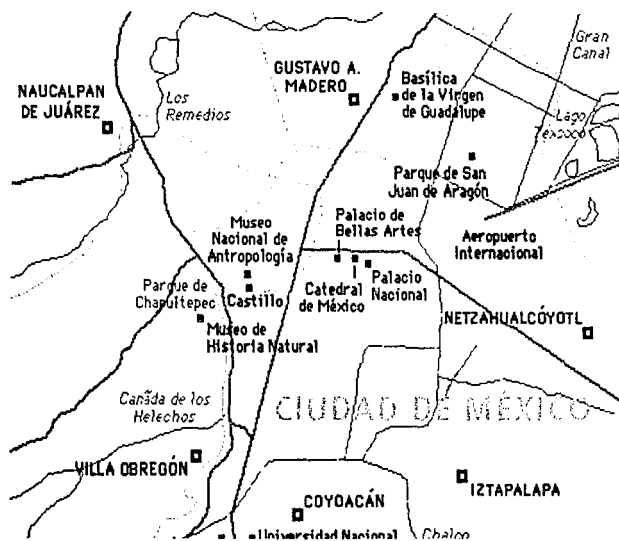 Gran
Canal
NAUCALPAN
DE JUÁREZ
Los
Remedios
GUSTAVO A.
MADERO
Basílica
de la Virgen
de Guadalupe
Lago
Texcoco
Parque de San
Juan de Aragón
Museo
Nacional de
Antropología
Palacio de
Bellas Artes
Aeropuerto
Internacional
Parque de
Chapultepec
Castillo
Catedral
de México
Palacio
Nacional
Museo de
Historia Natural
NETZAHUALCÓYOTL
Cañada de los
Helechos
CIUDAD DE MÉXICO
VILLA OBREGÓN
IZTAPALAPA
COYOACÁN
Universidad Nacional
Chalco